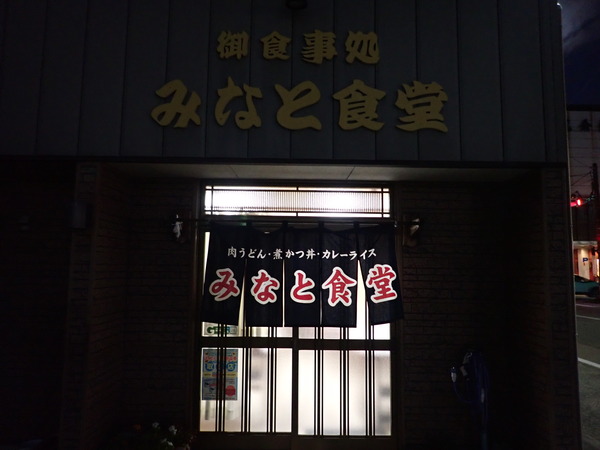 御食事処
みなと食堂
肉うどん・煮かつ丼・カレーライス
みなと食堂